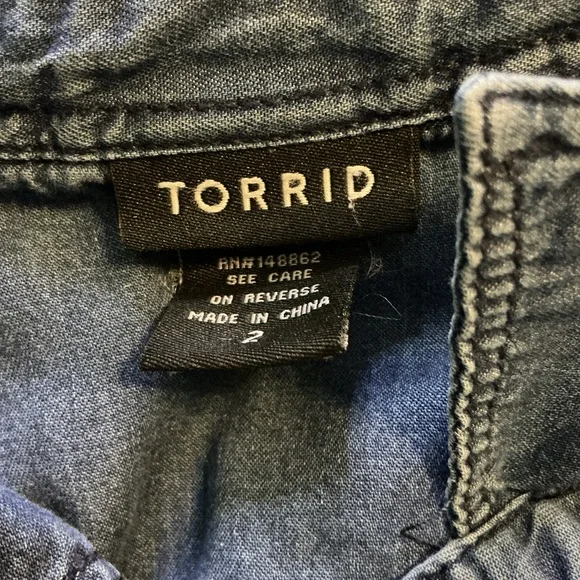 TORRID
RN#148862
SEE CARE
ON REVERSE
MADE IN CHINA
2